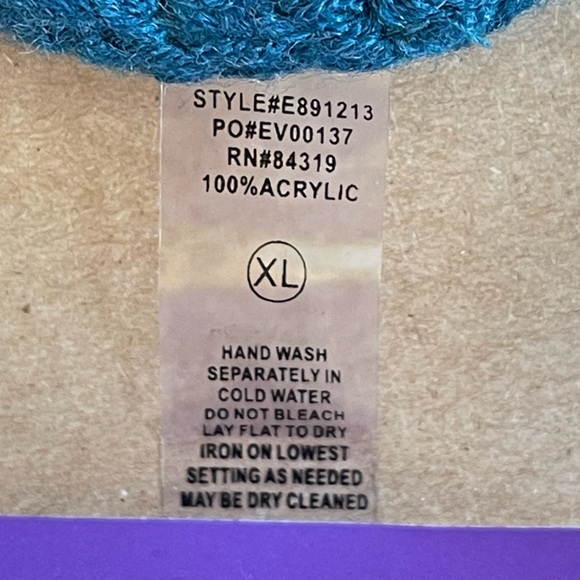 STYLE#E891213
PO#EV00137
RN#84319
100%ACRYLIC
XL
HAND WASH
SEPARATELY IN
COLD WATER
DO NOT BLEACH
LAY FLAT TO DRY
IRON ON LOWEST
SETTING AS NEEDED
MAY BE DRY CLEANED